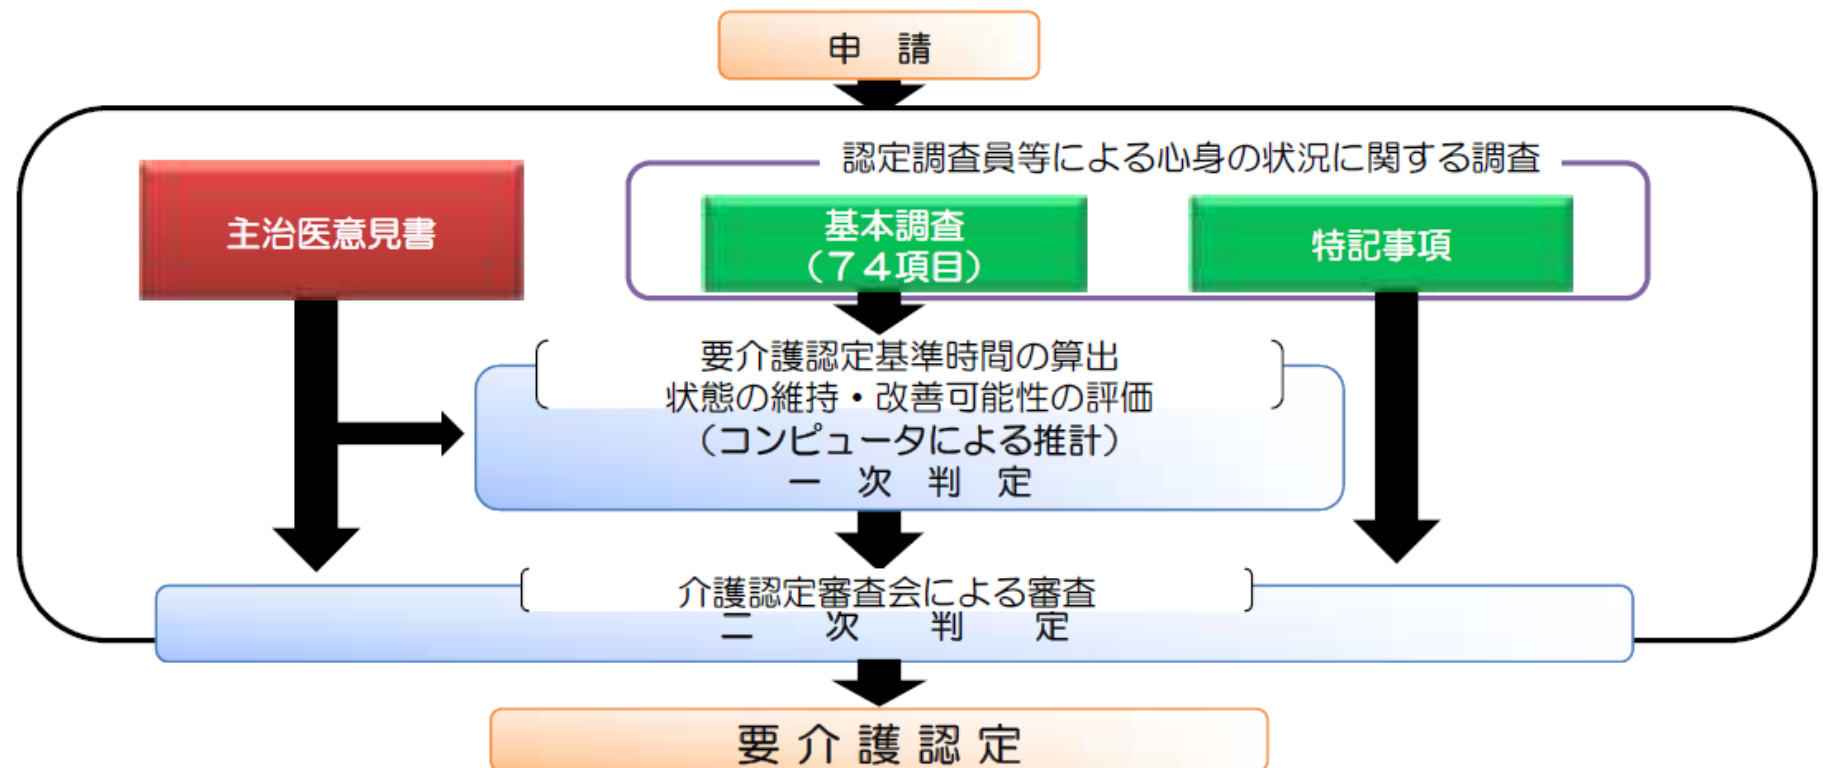 申　請
認定調査員等による心身の状況に関する調査
主治医意見書
基本調査
（７４項目）
特記事項
要介護認定基準時間の算出
状態の維持・改善可能性の評価
（コンピュータによる推計）
一　次　判　定
介護認定審査会による審査
二　　次　　判　　定
要 介 護 認 定